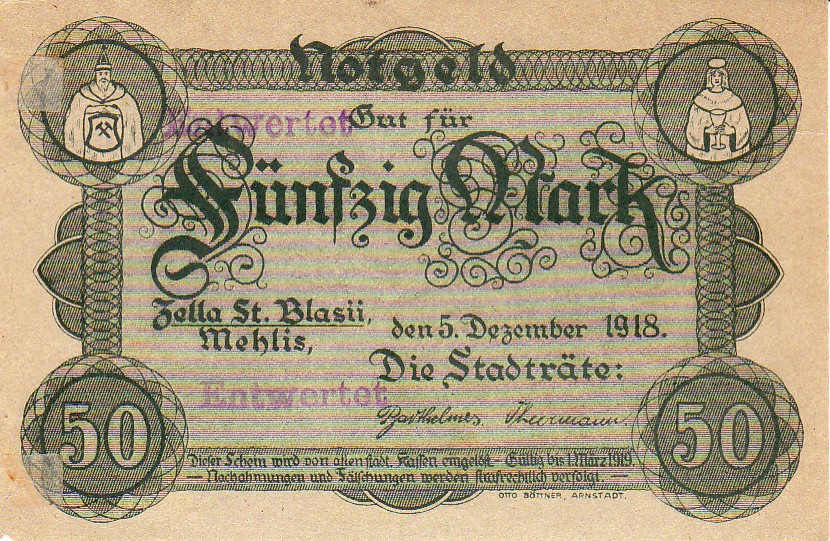 Notgeld
Entwertet
Gut für
Fünfzig Mark
Zella St. Blasii,
Mehlis,
den 5. Dezember 1918.
Die Stadträte:
Entwertet
Barthelmes. Thurmann.
50
50
Dieser Schein wird von allen städt. Kassen eingelöst. - Gültig bis 1. März 1919.
— Nachahmungen und Fälschungen werden strafrechtlich verfolgt. —
OTTO BÖTTNER, ARNSTADT.